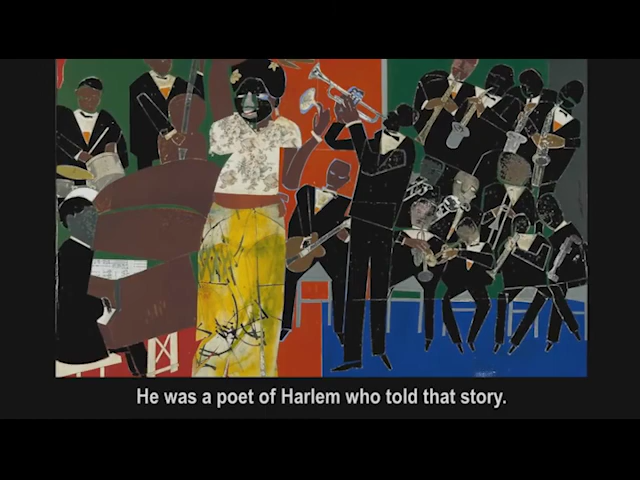 He was a poet of Harlem who told that story.